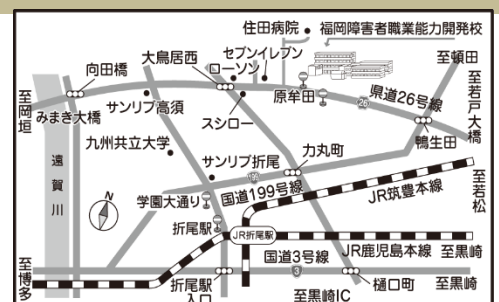 住田病院
福岡障害者職業能力開発校
大鳥居西
セブンイレブン
ローソン
至頓田
向田橋
至岡垣
みまき大橋
サンリブ高須
スシロー
原牟田
県道26号線
26
至若戸大橋
鴨生田
九州共立大学
サンリブ折尾
力丸町
遠賀川
N
学園大通り
199
国道199号線
JR筑豊本線
至若松
折尾駅
JR折尾駅
国道3号線
JR鹿児島本線
至黒崎
至博多
折尾駅入口
3
樋口町
至黒崎
至黒崎IC